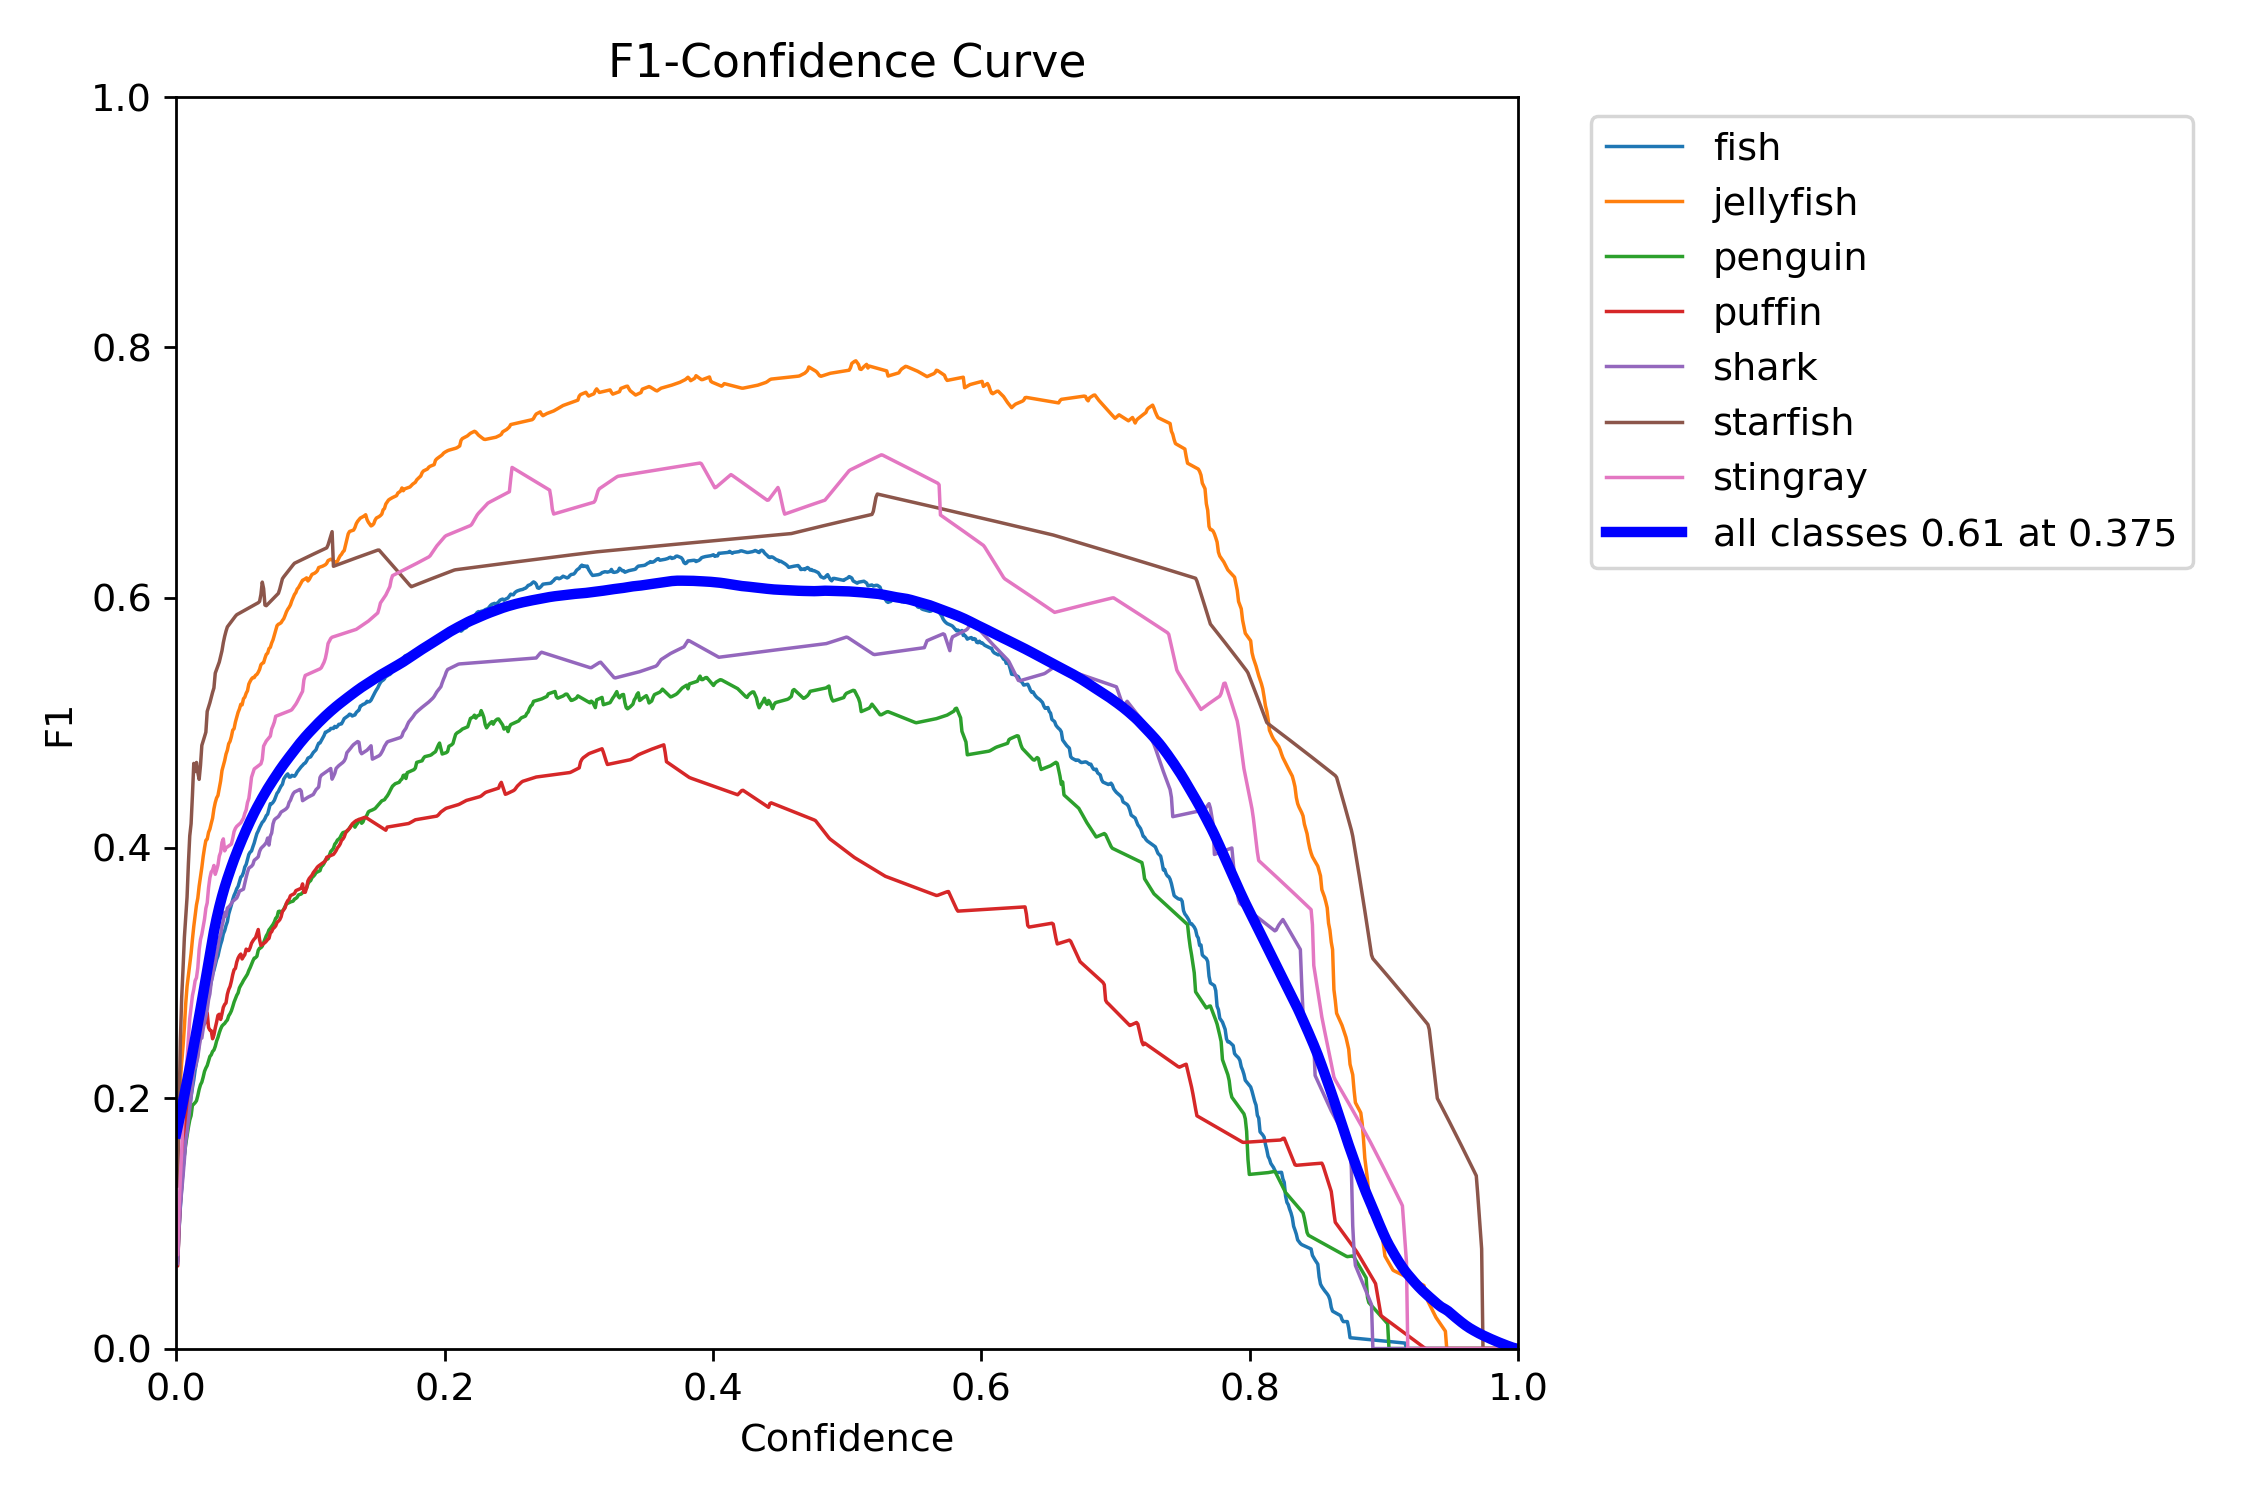 F1-Confidence Curve
1.0
0.8
0.6
0.4
0.2
0.0
F1
0.0 0.2 0.4 0.6 0.8 1.0
Confidence
fish
jellyfish
penguin
puffin
shark
starfish
stingray
all classes 0.61 at 0.375